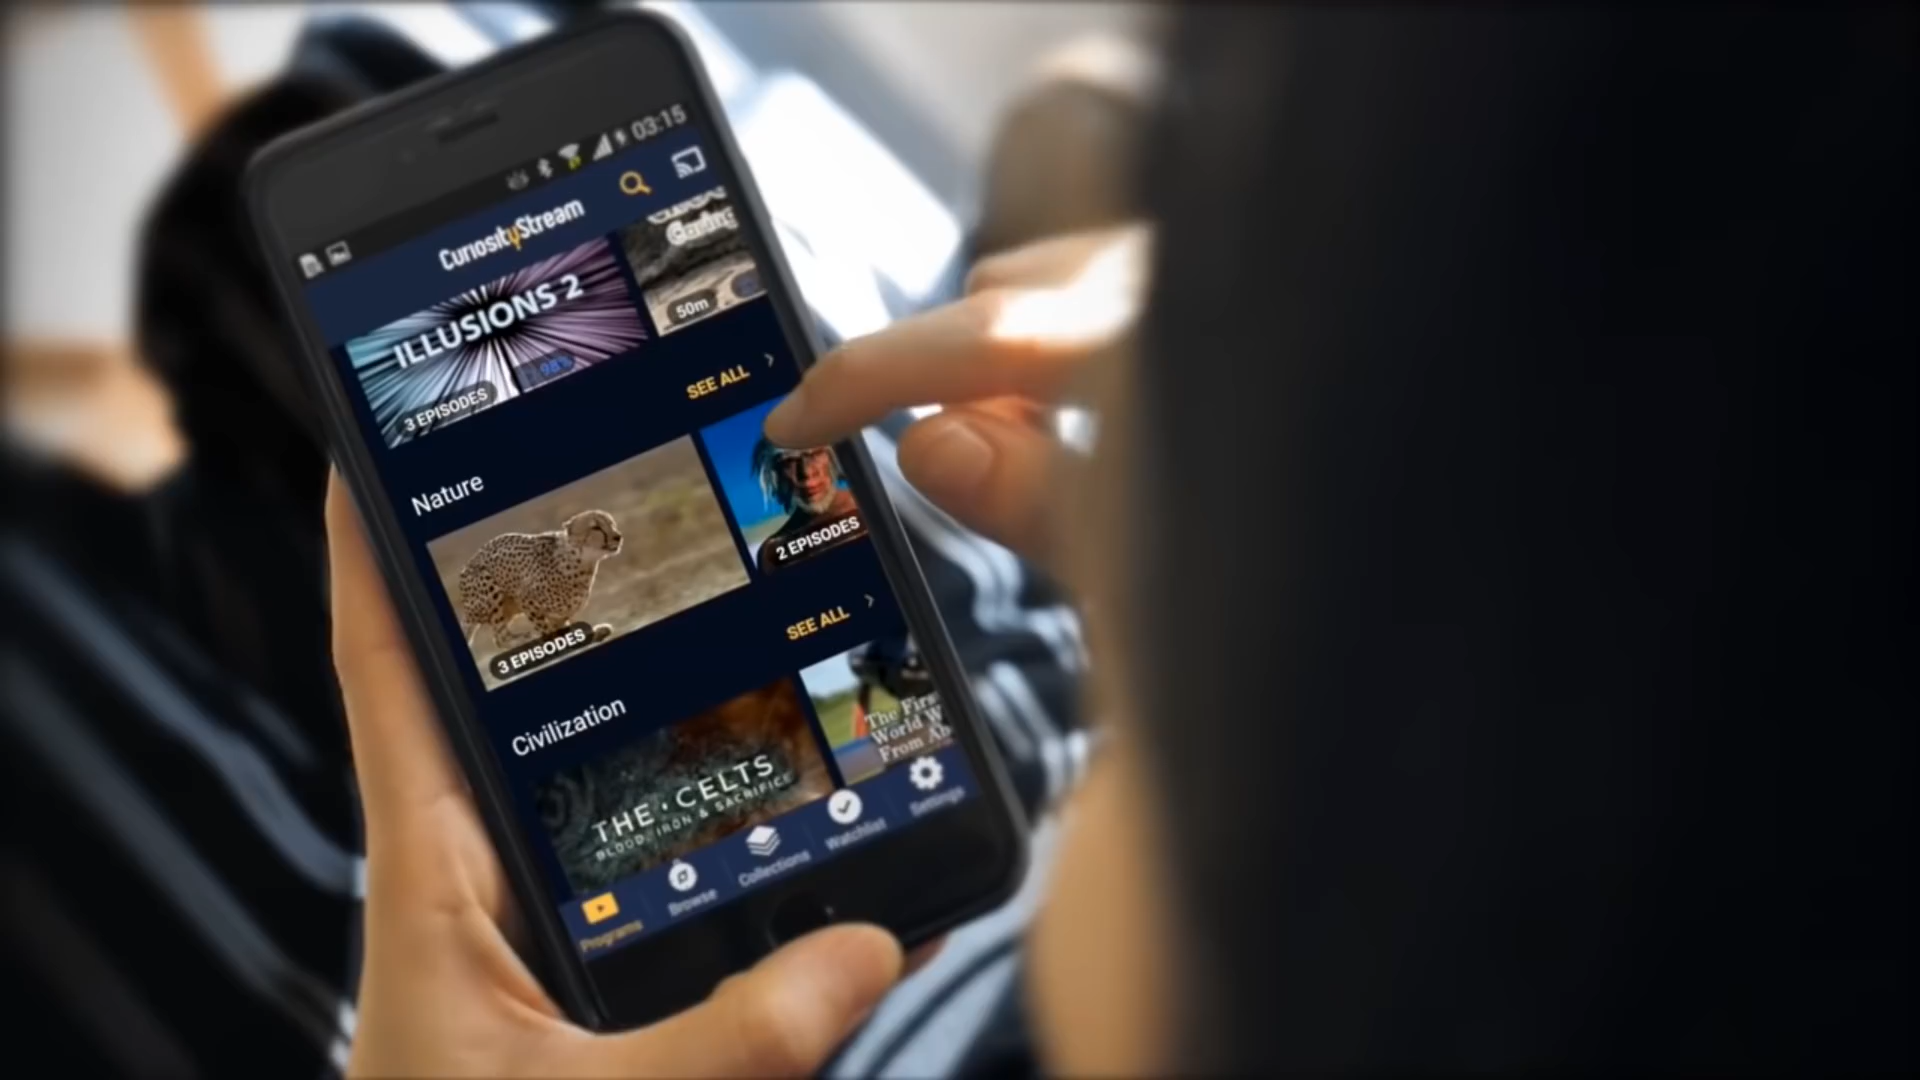 03:15
CuriosityStream
ILLUSIONS 2
98%
3 EPISODES
50m
SEE ALL
Nature
3 EPISODES
2 EPISODES
SEE ALL
Civilization
THE • CELTS
BLOOD, IRON & SACRIFICE
The First
World W
From Ab
Programs
Browse
Collections
Watchlist
Settings